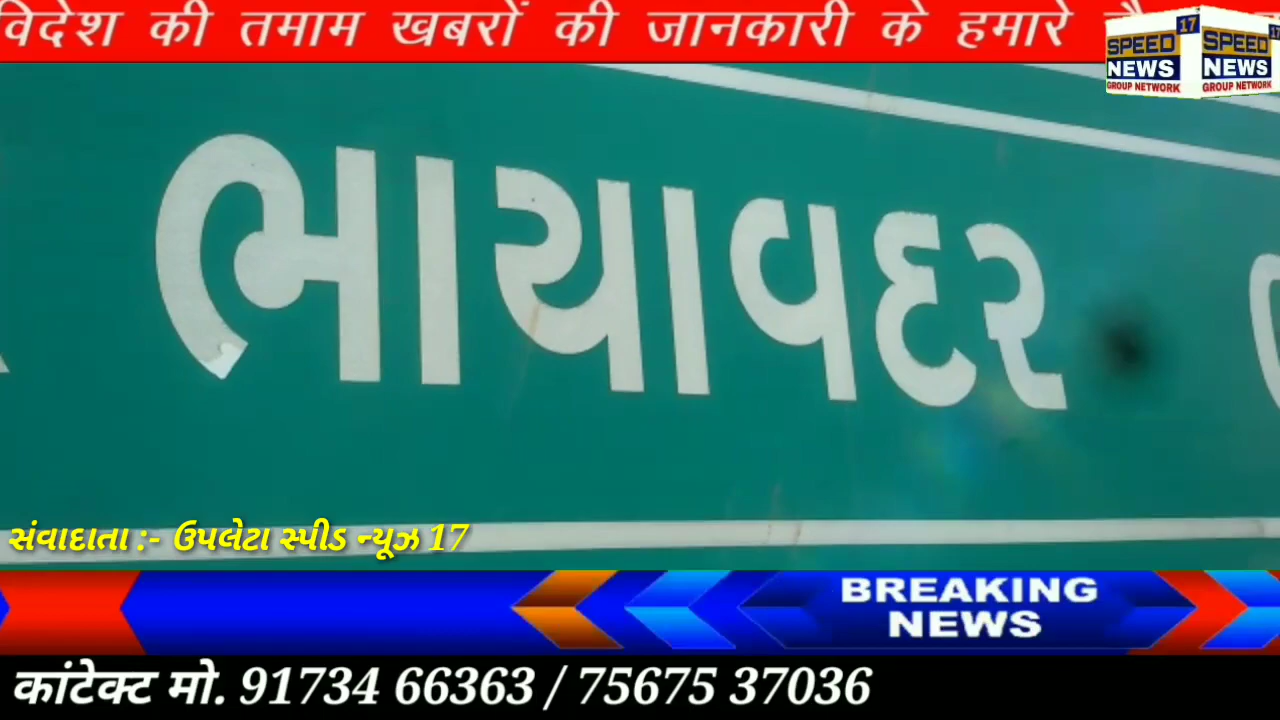 विदेश की तमाम खबरों की जानकारी के हमारे
17
SPEED NEWS GROUP NETWORK
17
SPEED NEWS GROUP NETWORK
ભાયાવદર
સંવાદાતા :- ઉપલેટા સ્પીડ ન્યૂઝ 17
BREAKING
NEWS
कांटेक्ट मो. 91734 66363 / 75675 37036